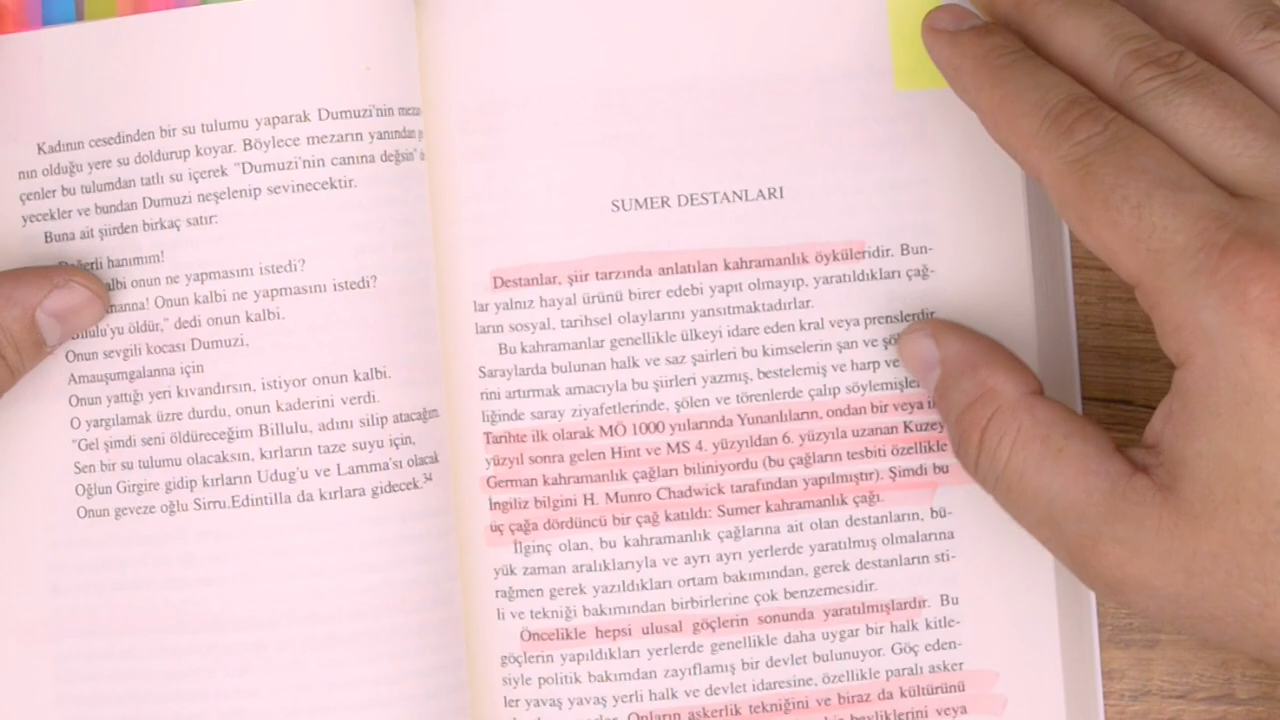 Kadının cesedinden bir su tulumu yaparak Dumuzi'nin
nın olduğu yere su doldurup koyar. Böylece mezarın yanından
çenler bu tulumdan tatlı su içerek "Dumuzi'nin canına değsin"
yecekler ve bundan Dumuzi neşelenip sevinecektir.
Buna ait şiirden birkaç satır:
hanımım!
onun ne yapmasını istedi?
Onun kalbi ne yapmasını istedi?
öldür," dedi onun kalbi.
Onun sevgili kocası Dumuzi,
Amauşumgalanna için
Onun yattığı yeri kıvandırsın, istiyor onun kalbi.
O yargılamak üzre durdu, onun kaderini verdi.
"Gel şimdi seni öldüreceğim Billulu, adını silip atacağım
Sen bir su tulumu olacaksın, kırların taze suyu için,
Oğlun Girgire gidip kırların Udug'u ve Lamma'sı olacak
Onun geveze oğlu Sirru.Edintilla da kırlara gidecek.³⁴
SUMER DESTANLARI
Destanlar, şiir tarzında anlatılan kahramanlık öyküleridir. Bun-
lar yalnız hayal ürünü birer edebi yapıt olmayıp, yaratıldıkları çağ-
ların sosyal, tarihsel olaylarını yansıtmaktadırlar.
Bu kahramanlar genellikle ülkeyi idare eden kral veya prenslerdir.
Saraylarda bulunan halk ve saz şairleri bu kimselerin şan ve
rini artırmak amacıyla bu şiirleri yazmış, bestelemiş ve harp ve
liğinde saray ziyafetlerinde, şölen ve törenlerde çalıp
Tarihte ilk olarak MÖ 1000 yılarında Yunanlıların, ondan bir veya
yüzyıl sonra gelen Hint ve MS 4. yüzyıldan 6. yüzyıla uzanan Kuzey
German kahramanlık çağları biliniyordu (bu çağların tesbiti özellikle
İngiliz bilgini H. Munro Chadwick tarafından yapılmıştır). Şimdi bu
üç çağa dördüncü bir çağ katıldı: Sumer kahramanlık çağı.
İlginç olan, bu kahramanlık çağlarına ait olan destanların, bü-
yük zaman aralıklarıyla ve ayrı ayrı yerlerde yaratılmış olmalarına
rağmen gerek yazıldıkları ortam bakımından, gerek destanların sti-
li ve tekniği bakımından birbirlerine çok benzemesidir.
Öncelikle hepsi ulusal göçlerin sonunda yaratılmışlardır. Bu
göçlerin yapıldıkları yerlerde genellikle daha uygar bir halk kitle-
siyle politik bakımdan zayıflamış bir devlet bulunuyor. Göç eden-
ler yavaş yavaş yerli halk ve devlet idaresine, özellikle paralı asker
Onların askerlik tekniğini ve biraz da kültürünü
beyliklerini veya